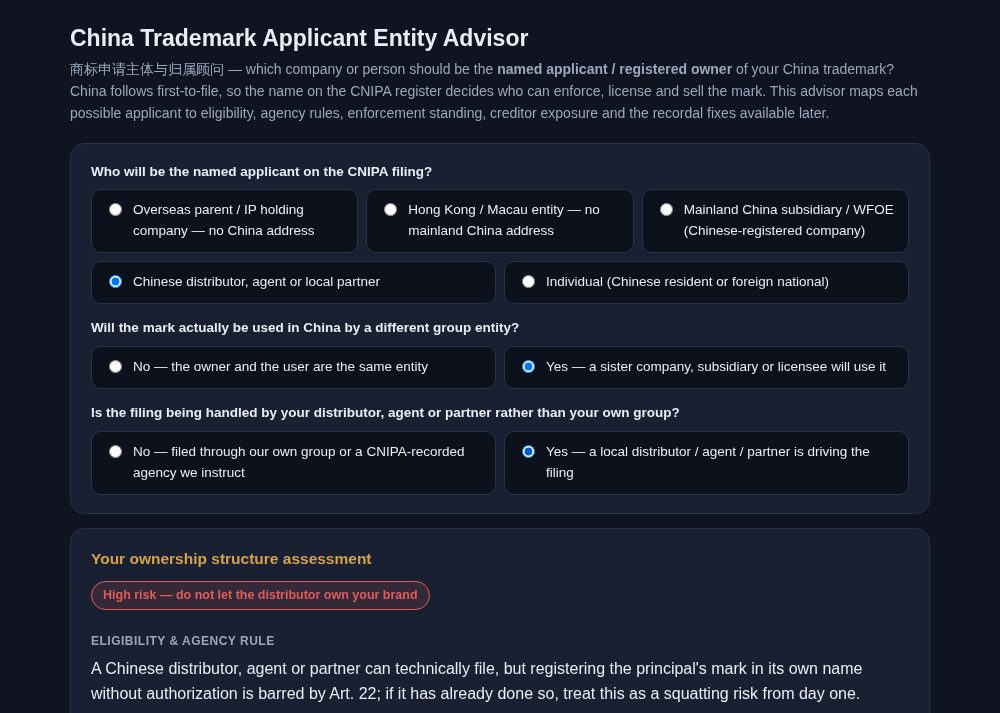 China Trademark Applicant Entity Advisor
商标申请主体与归属顾问 — which company or person should be the named applicant / registered owner of your China trademark?
China follows first-to-file, so the name on the CNIPA register decides who can enforce, license and sell the mark. This advisor maps each
possible applicant to eligibility, agency rules, enforcement standing, creditor exposure and the recordal fixes available later.
Who will be the named applicant on the CNIPA filing?
Overseas parent / IP holding
company — no China address
Hong Kong / Macau entity — no
mainland China address
Mainland China subsidiary / WFOE
(Chinese-registered company)
Chinese distributor, agent or local partner
Individual (Chinese resident or foreign national)
Will the mark actually be used in China by a different group entity?
No — the owner and the user are the same entity
Yes — a sister company, subsidiary or licensee will use it
Is the filing being handled by your distributor, agent or partner rather than your own group?
No — filed through our own group or a CNIPA-recorded
agency we instruct
Yes — a local distributor / agent / partner is driving the
filing
Your ownership structure assessment
High risk — do not let the distributor own your brand
ELIGIBILITY & AGENCY RULE
A Chinese distributor, agent or partner can technically file, but registering the principal's mark in its own name
without authorization is barred by Art. 22; if it has already done so, treat this as a squatting risk from day one.